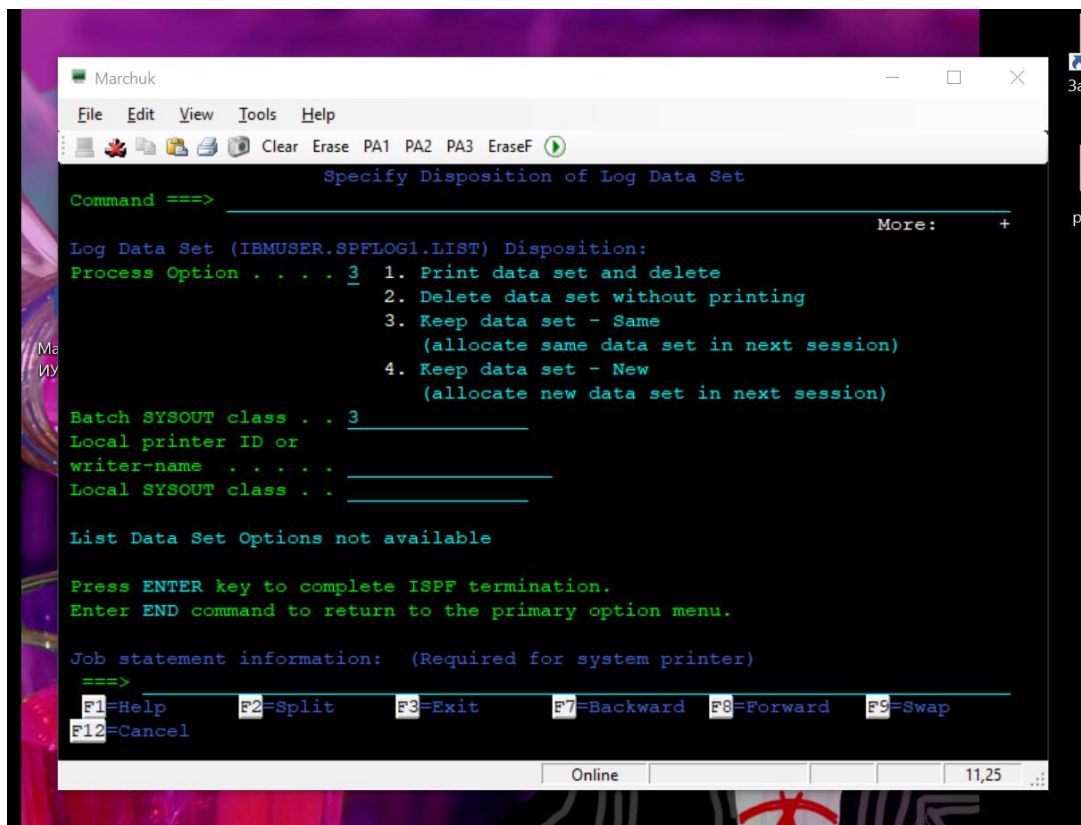 Marchuk
File Edit View Tools Help
Clear Erase PA1 PA2 PA3 EraseF
Specify Disposition of Log Data Set
Command ===>
More: +
Log Data Set (IBMUSER.SPFLOG1.LIST) Disposition:
Process Option . . . . 3 1. Print data set and delete
2. Delete data set without printing
3. Keep data set - Same
(allocate same data set in next session)
4. Keep data set - New
(allocate new data set in next session)
Batch SYSOUT class . . 3
Local printer ID or
writer-name . . . . .
Local SYSOUT class . .
List Data Set Options not available
Press ENTER key to complete ISPF termination.
Enter END command to return to the primary option menu.
Job statement information: (Required for system printer)
===>
F1=Help F2=Split F3=Exit F7=Backward F8=Forward F9=Swap
F12=Cancel
Online 11,25